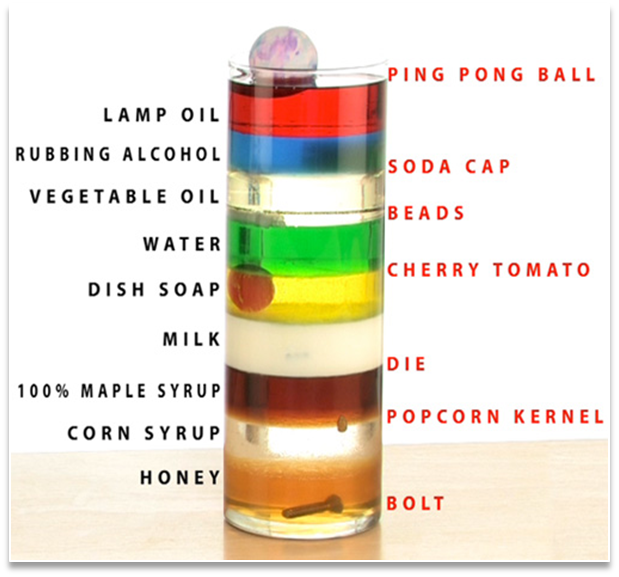 PING PONG BALL
LAMP OIL
RUBBING ALCOHOL
SODA CAP
VEGETABLE OIL
BEADS
WATER
CHERRY TOMATO
DISH SOAP
MILK
DIE
100% MAPLE SYRUP
POPCORN KERNEL
CORN SYRUP
HONEY
BOLT